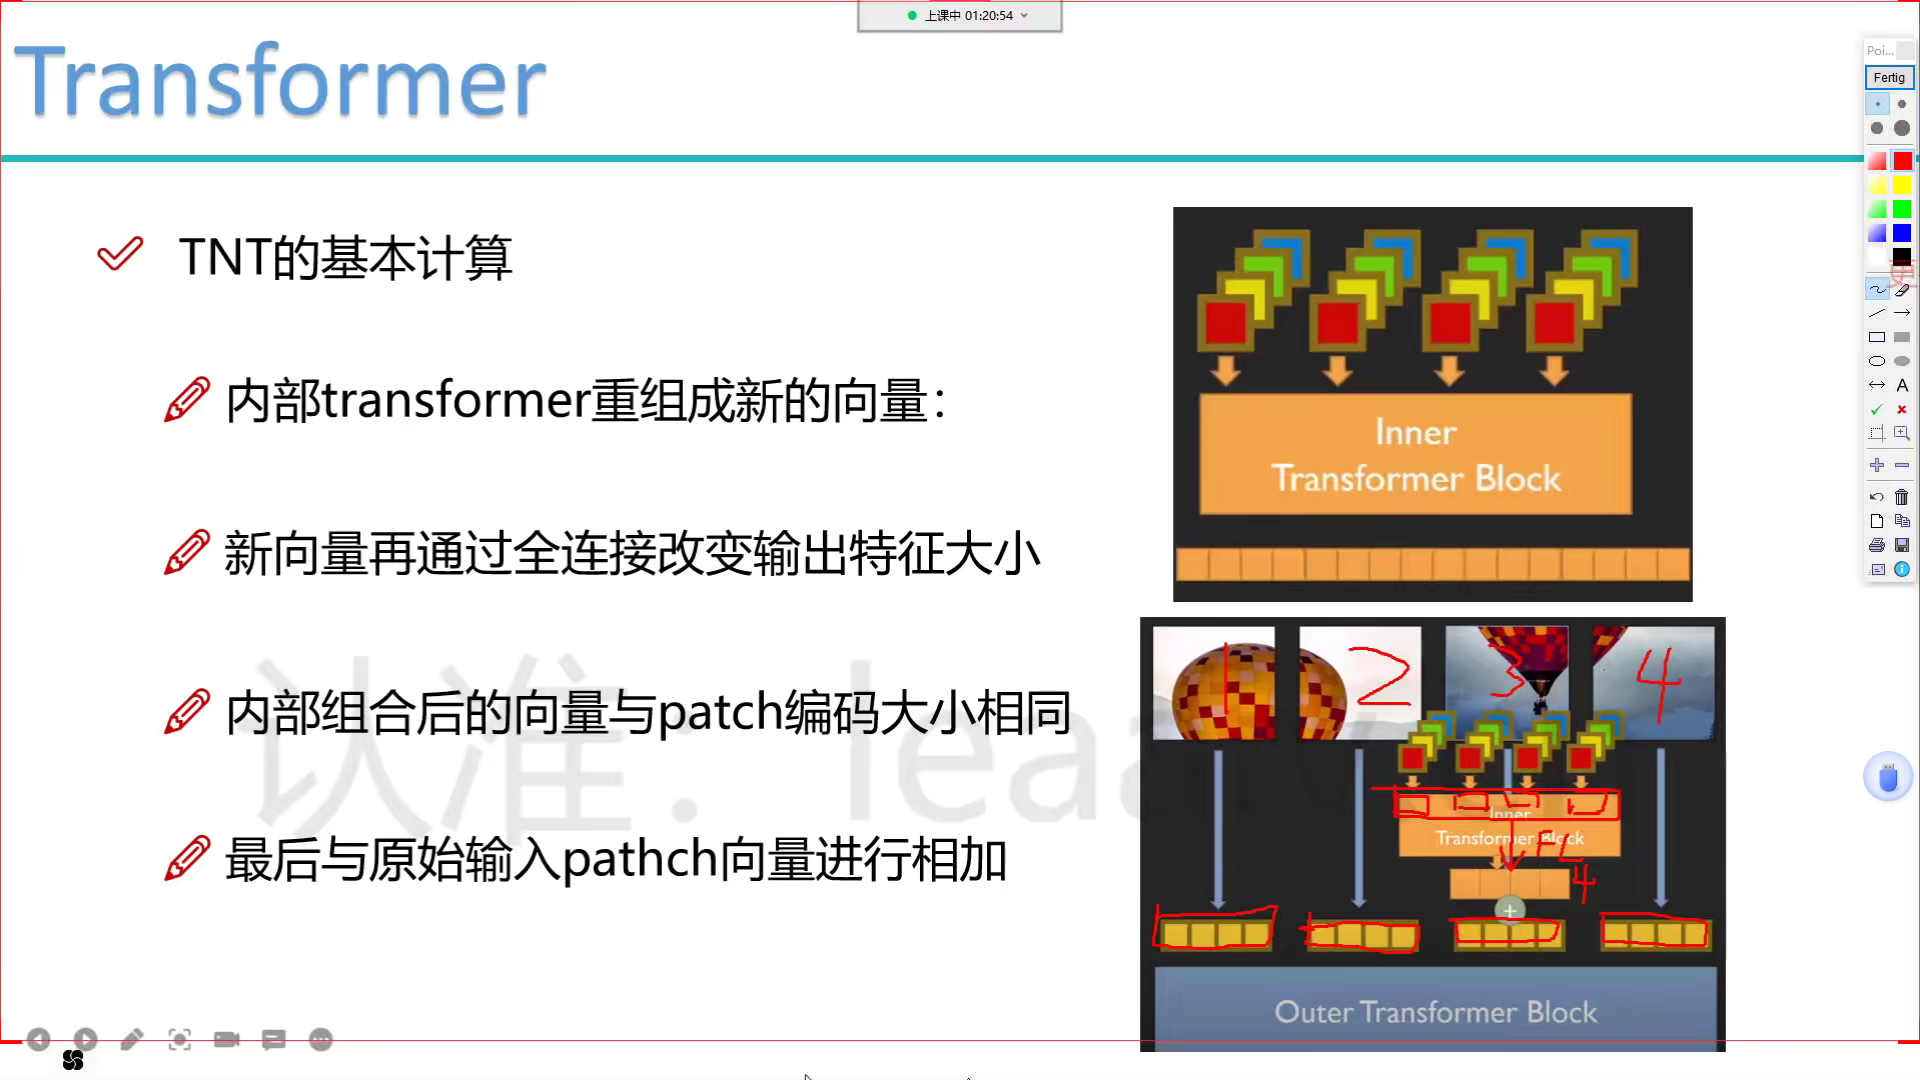 上课中 01:20:54
Transformer
Poi...
Fertig
TNT的基本计算
内部transformer重组成新的向量：
新向量再通过全连接改变输出特征大小
内部组合后的向量与patch编码大小相同
最后与原始输入pathch向量进行相加
Inner
Transformer Block
1 2 3 4
Inner
Transformer Block
FL
4
+
Outer Transformer Block
A